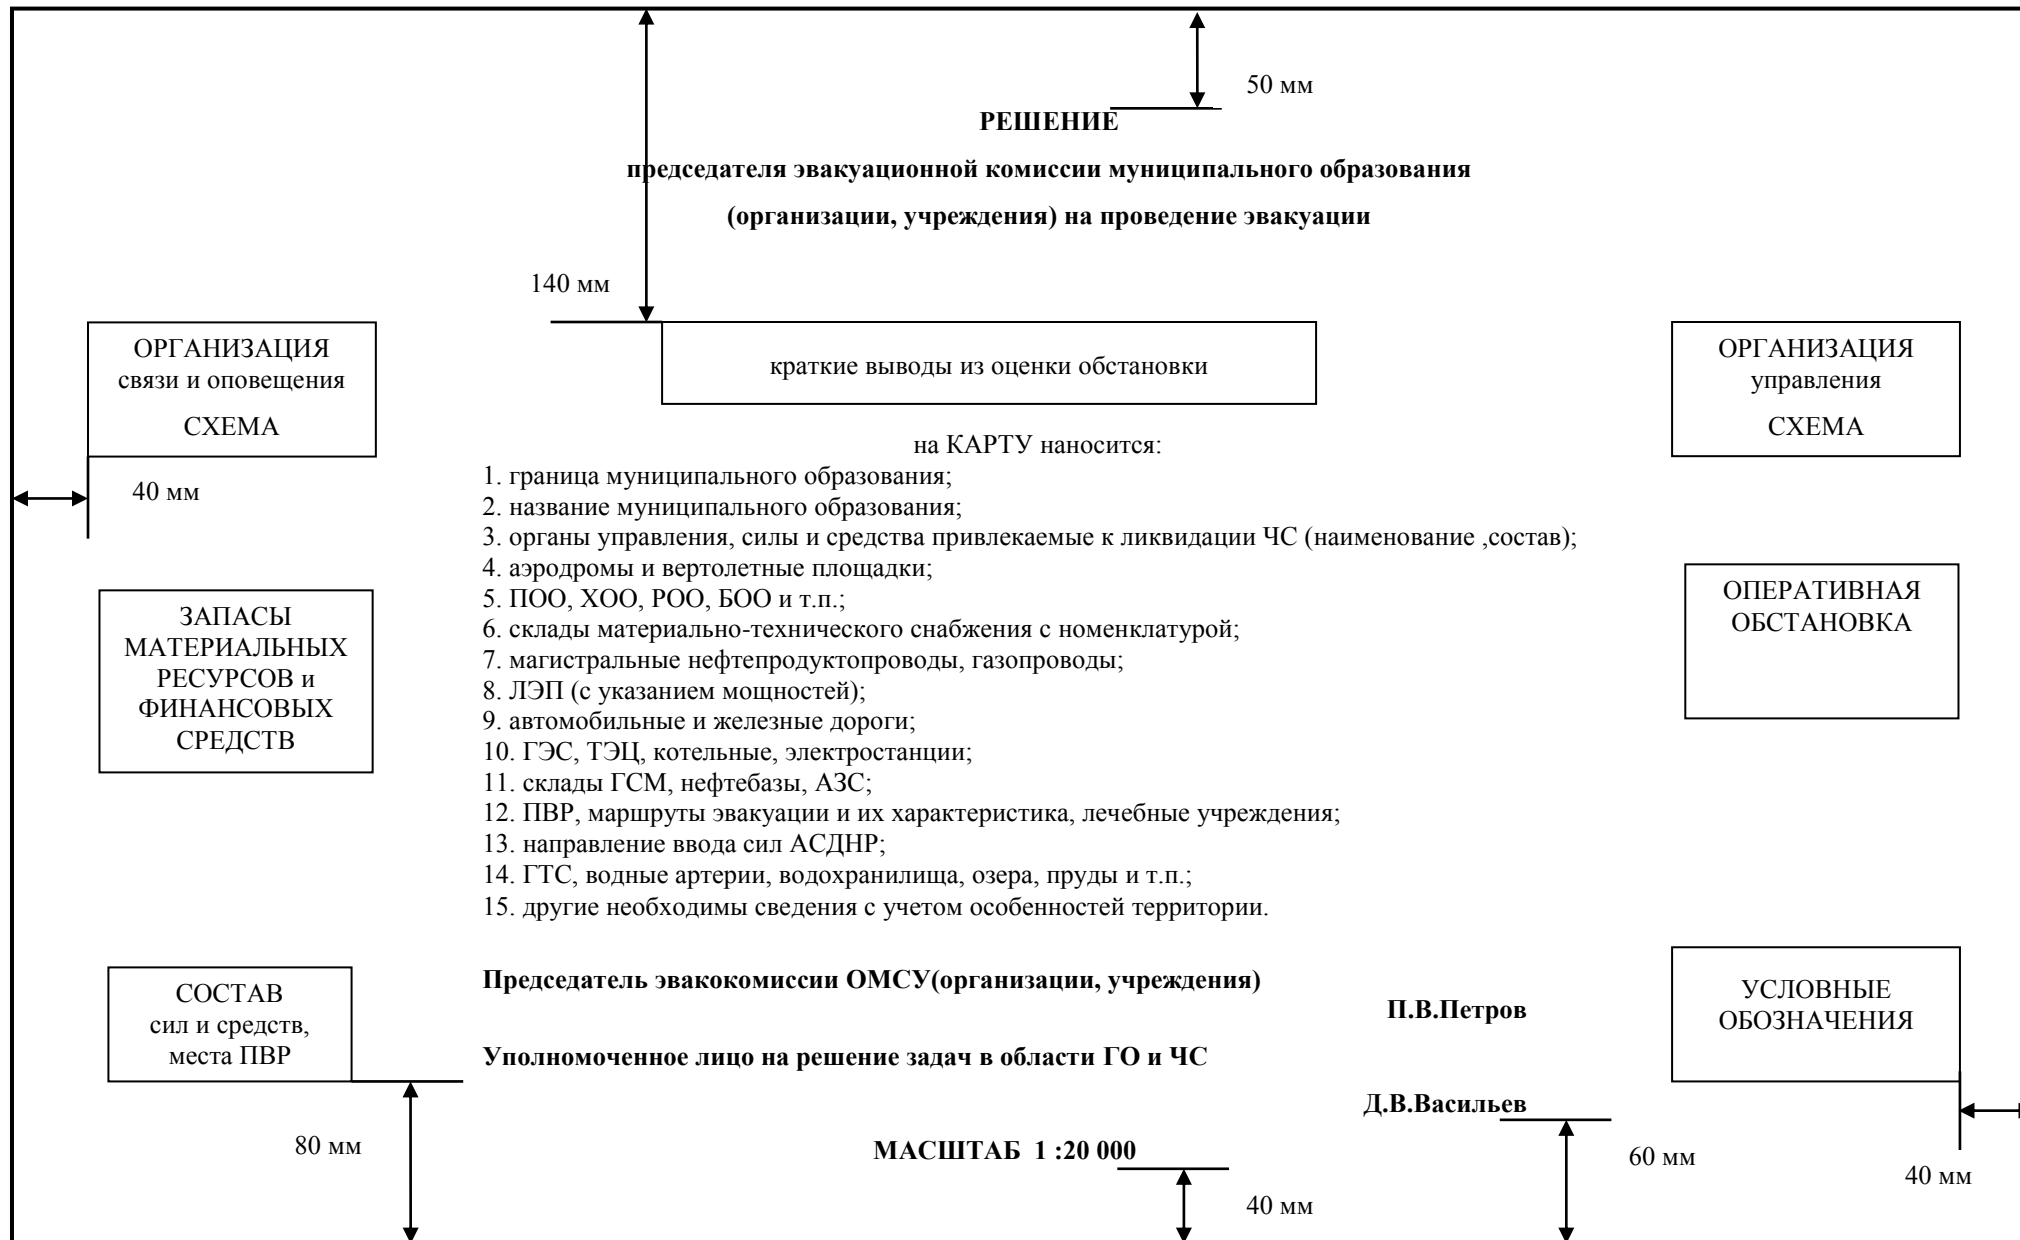 50 мм
РЕШЕНИЕ
председателя эвакуационной комиссии муниципального образования
(организации, учреждения) на проведение эвакуации
140 мм
ОРГАНИЗАЦИЯ
связи и оповещения
СХЕМА
краткие выводы из оценки обстановки
ОРГАНИЗАЦИЯ
управления
СХЕМА
40 мм
на КАРТУ наносится:
1. граница муниципального образования;
2. название муниципального образования;
3. органы управления, силы и средства привлекаемые к ликвидации ЧС (наименование ,состав);
4. аэродромы и вертолетные площадки;
5. ПОО, ХОО, РОО, БОО и т.п.;
6. склады материально-технического снабжения с номенклатурой;
7. магистральные нефтепродуктопроводы, газопроводы;
8. ЛЭП (с указанием мощностей);
9. автомобильные и железные дороги;
10. ГЭС, ТЭЦ, котельные, электростанции;
11. склады ГСМ, нефтебазы, АЗС;
12. ПВР, маршруты эвакуации и их характеристика, лечебные учреждения;
13. направление ввода сил АСДНР;
14. ГТС, водные артерии, водохранилища, озера, пруды и т.п.;
15. другие необходимы сведения с учетом особенностей территории.
ЗАПАСЫ
МАТЕРИАЛЬНЫХ
РЕСУРСОВ и
ФИНАНСОВЫХ
СРЕДСТВ
ОПЕРАТИВНАЯ
ОБСТАНОВКА
СОСТАВ
сил и средств,
места ПВР
Председатель эвакокомиссии ОМСУ(организации, учреждения)
П.В.Петров
Уполномоченное лицо на решение задач в области ГО и ЧС
Д.В.Васильев
УСЛОВНЫЕ
ОБОЗНАЧЕНИЯ
80 мм
МАСШТАБ 1 :20 000
40 мм
60 мм
40 мм